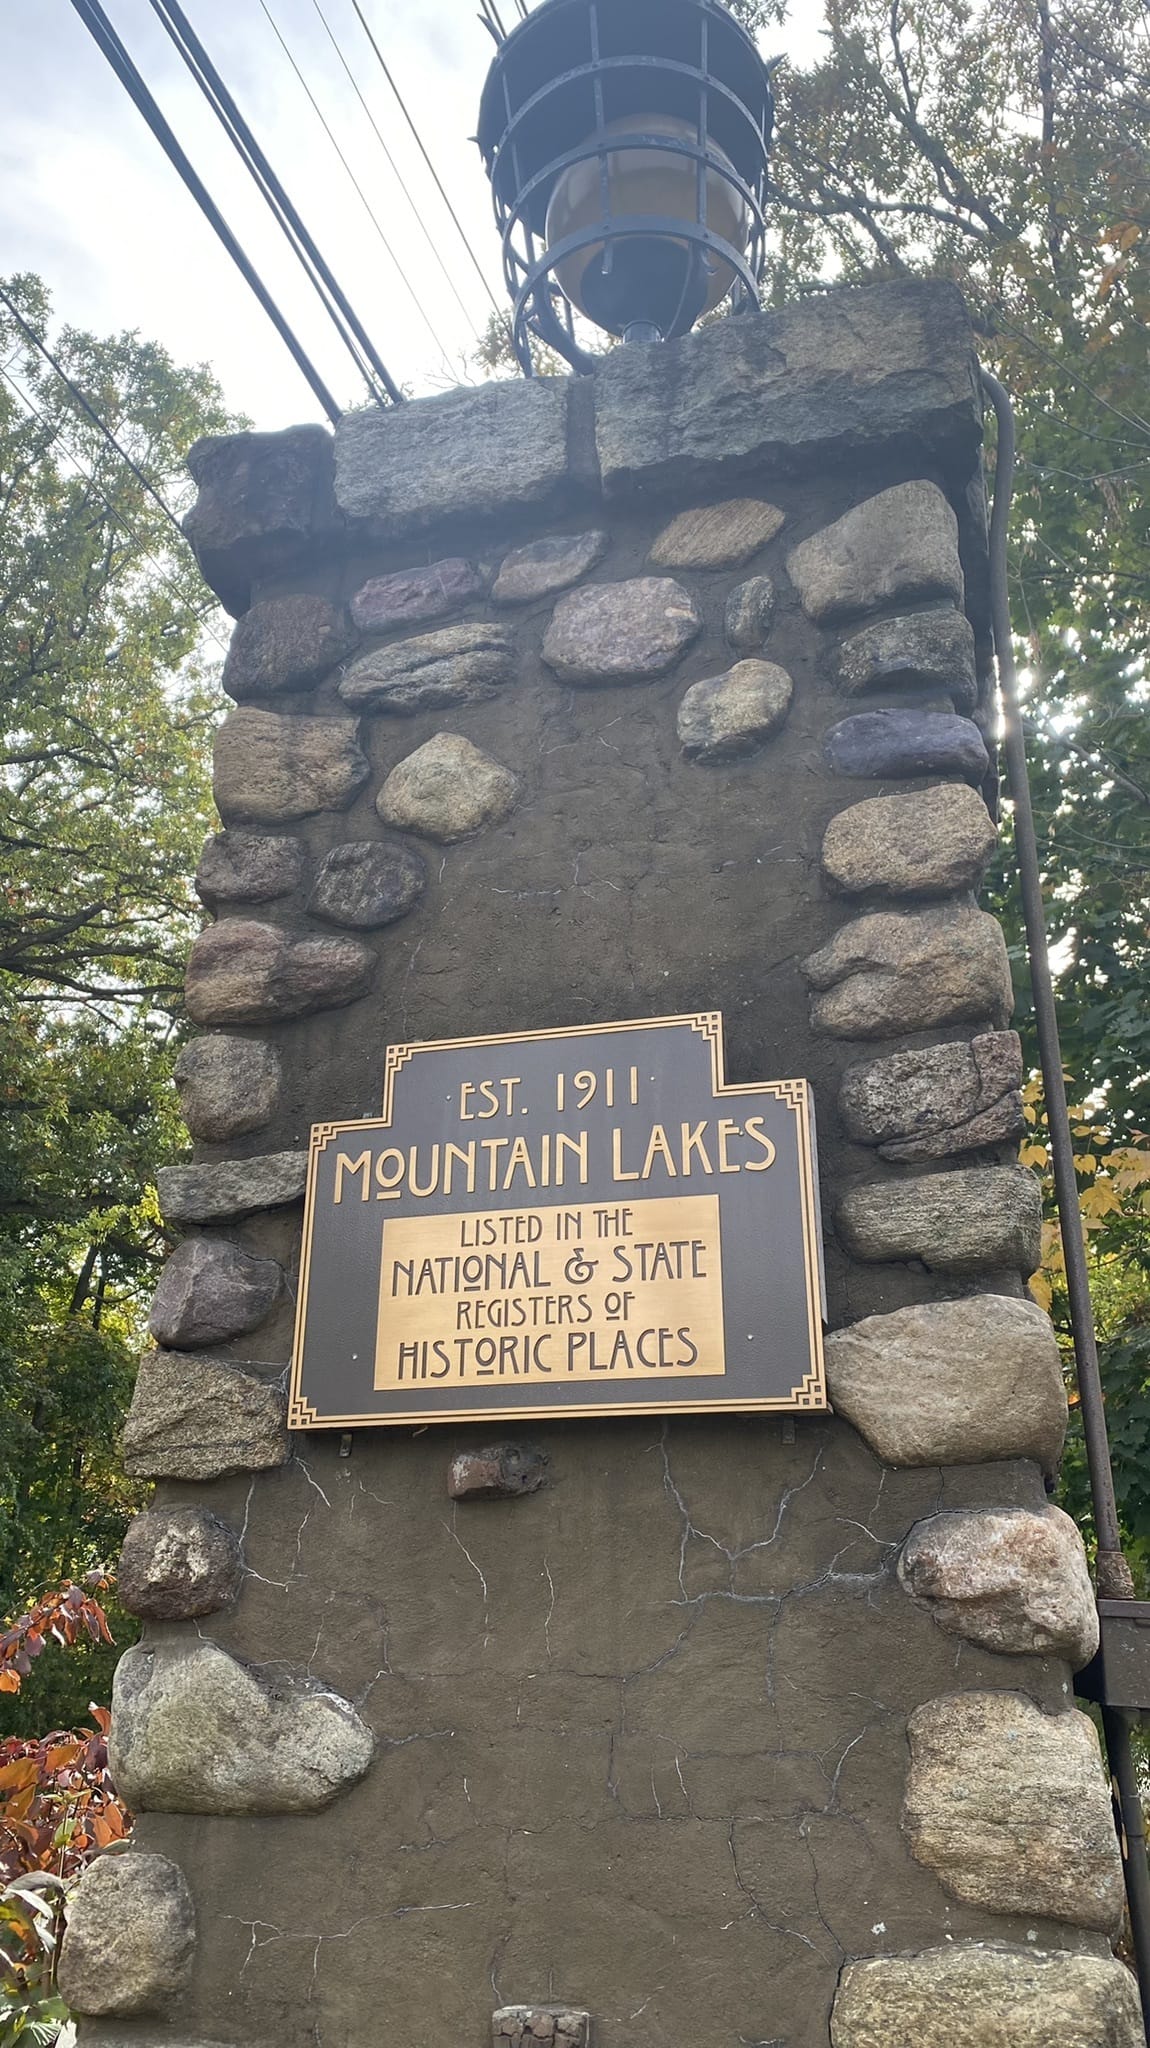 EST. 1911
MOUNTAIN LAKES
LISTED IN THE
NATIONAL & STATE
REGISTERS OF
HISTORIC PLACES